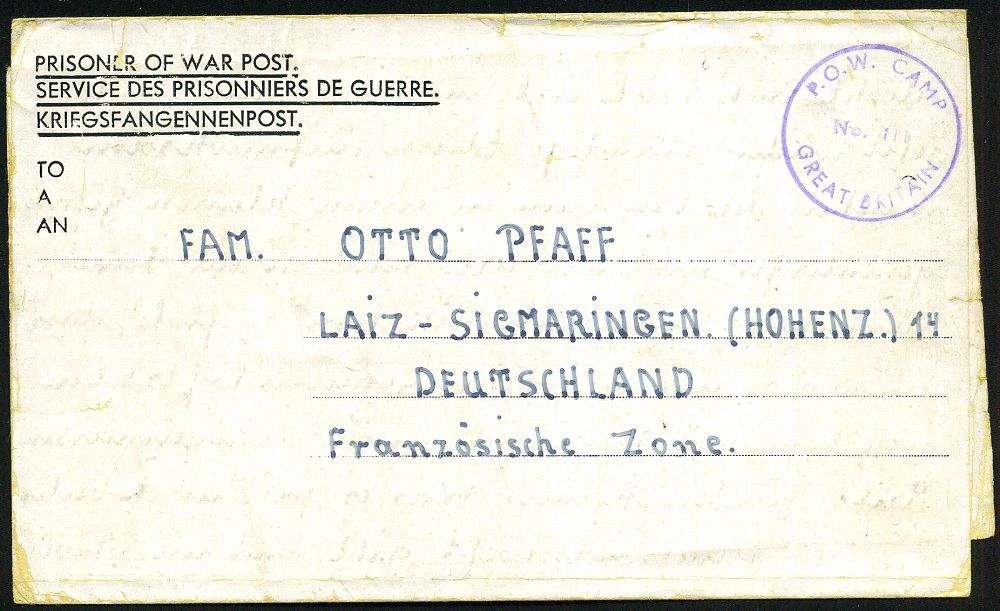 PRISONER OF WAR POST.
SERVICE DES PRISONNIERS DE GUERRE.
KRIEGSFANGENNENPOST.
P.O.W. CAMP
No.
GREAT BRITAIN
TO
A
AN
FAM. OTTO PFAFF
LAIZ - SIGMARINGEN. (HOHENZ.) 14
DEUTSCHLAND
Französische Zone.